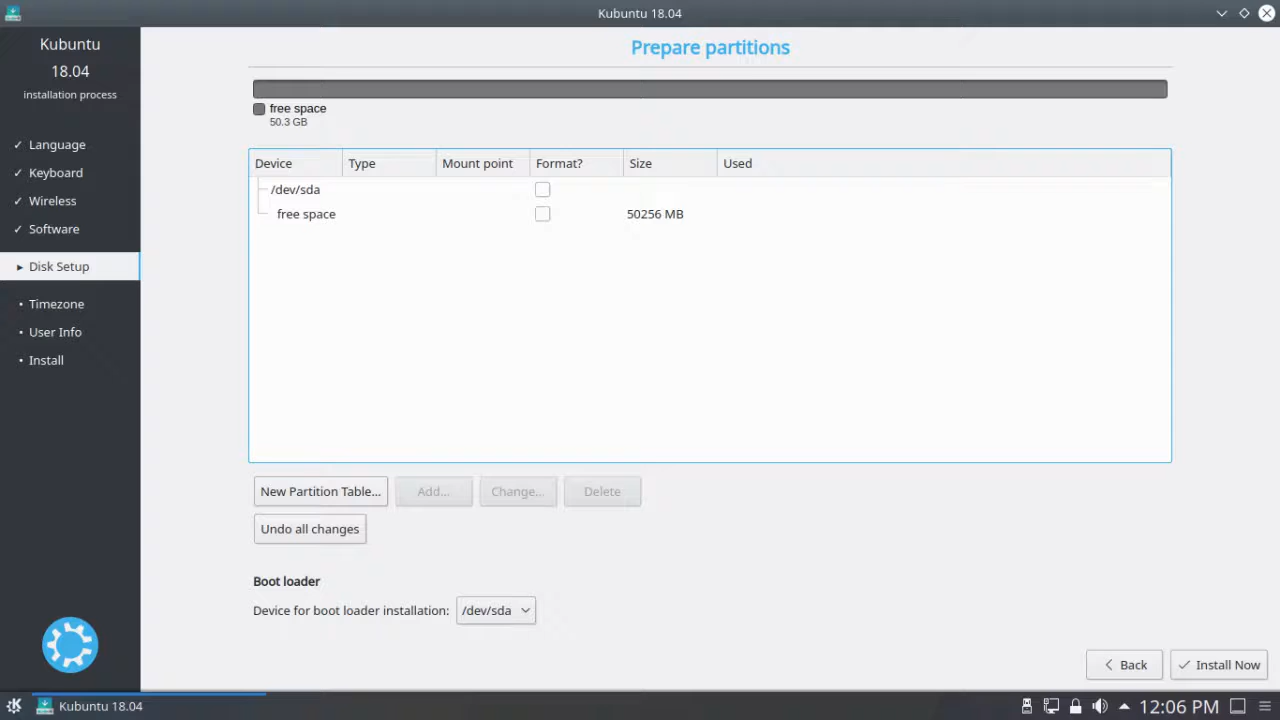 Kubuntu 18.04
Kubuntu
18.04
installation process
✓ Language
✓ Keyboard
✓ Wireless
✓ Software
▸ Disk Setup
• Timezone
• User Info
• Install
Prepare partitions
free space
50.3 GB
Device Type Mount point Format? Size Used
/dev/sda
free space 50256 MB
New Partition Table... Add... Change... Delete
Undo all changes
Boot loader
Device for boot loader installation: /dev/sda
Back Install Now
Kubuntu 18.04 12:06 PM